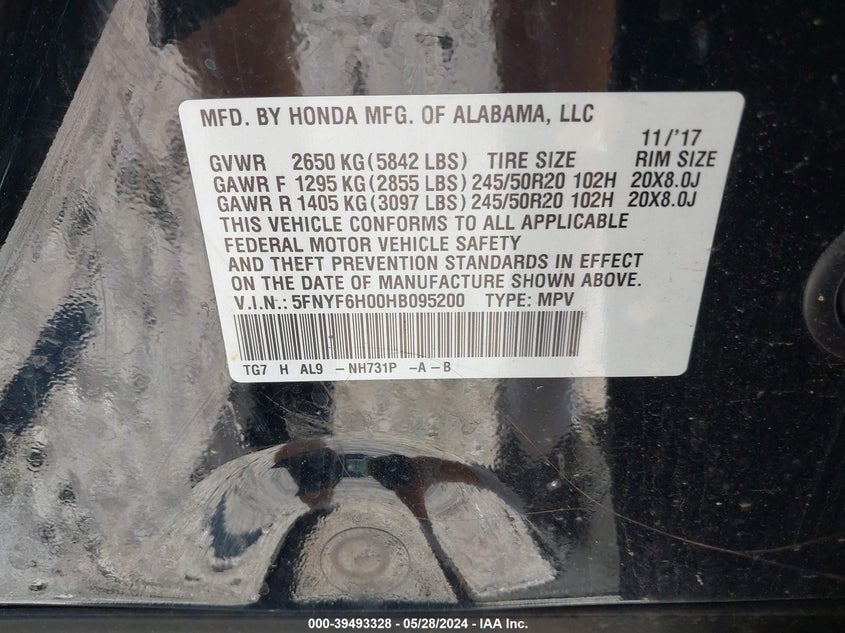 MFD. BY HONDA MFG. OF ALABAMA, LLC
11/'17
GVWR 2650 KG (5842 LBS) TIRE SIZE RIM SIZE
GAWR F 1295 KG (2855 LBS) 245/50R20 102H 20X8.0J
GAWR R 1405 KG (3097 LBS) 245/50R20 102H 20X8.0J
THIS VEHICLE CONFORMS TO ALL APPLICABLE
FEDERAL MOTOR VEHICLE SAFETY
AND THEFT PREVENTION STANDARDS IN EFFECT
ON THE DATE OF MANUFACTURE SHOWN ABOVE.
V.I.N.: 5FNYF6H00HB095200 TYPE: MPV
TG7 H AL9 -NH731P -A-B
000-39493328 - 05/28/2024 - IAA Inc.